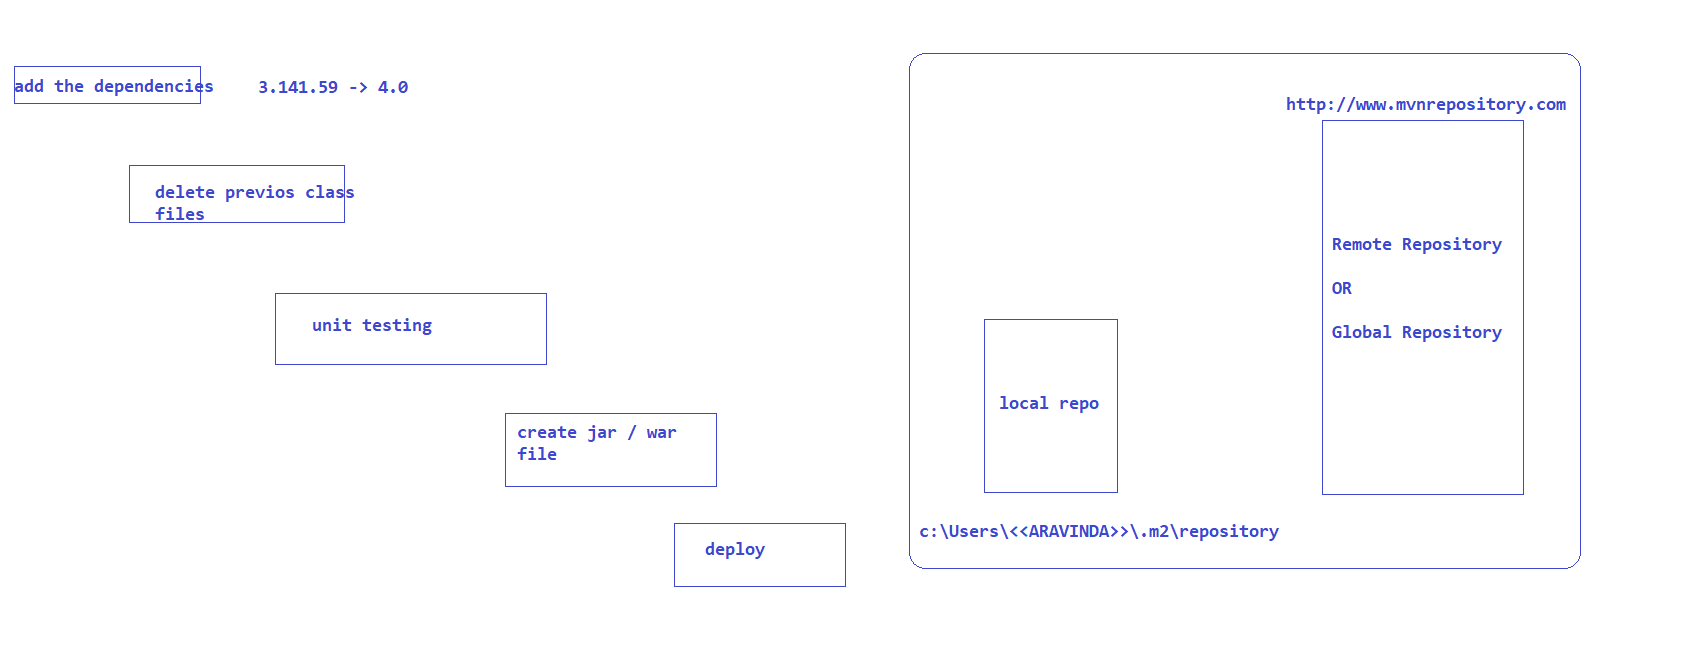 add the dependencies
3.141.59 -> 4.0
delete previos class
files
unit testing
create jar / war
file
deploy
http://www.mvnrepository.com
Remote Repository
OR
Global Repository
local repo
c:\Users\<<ARAVINDA>>\.m2\repository